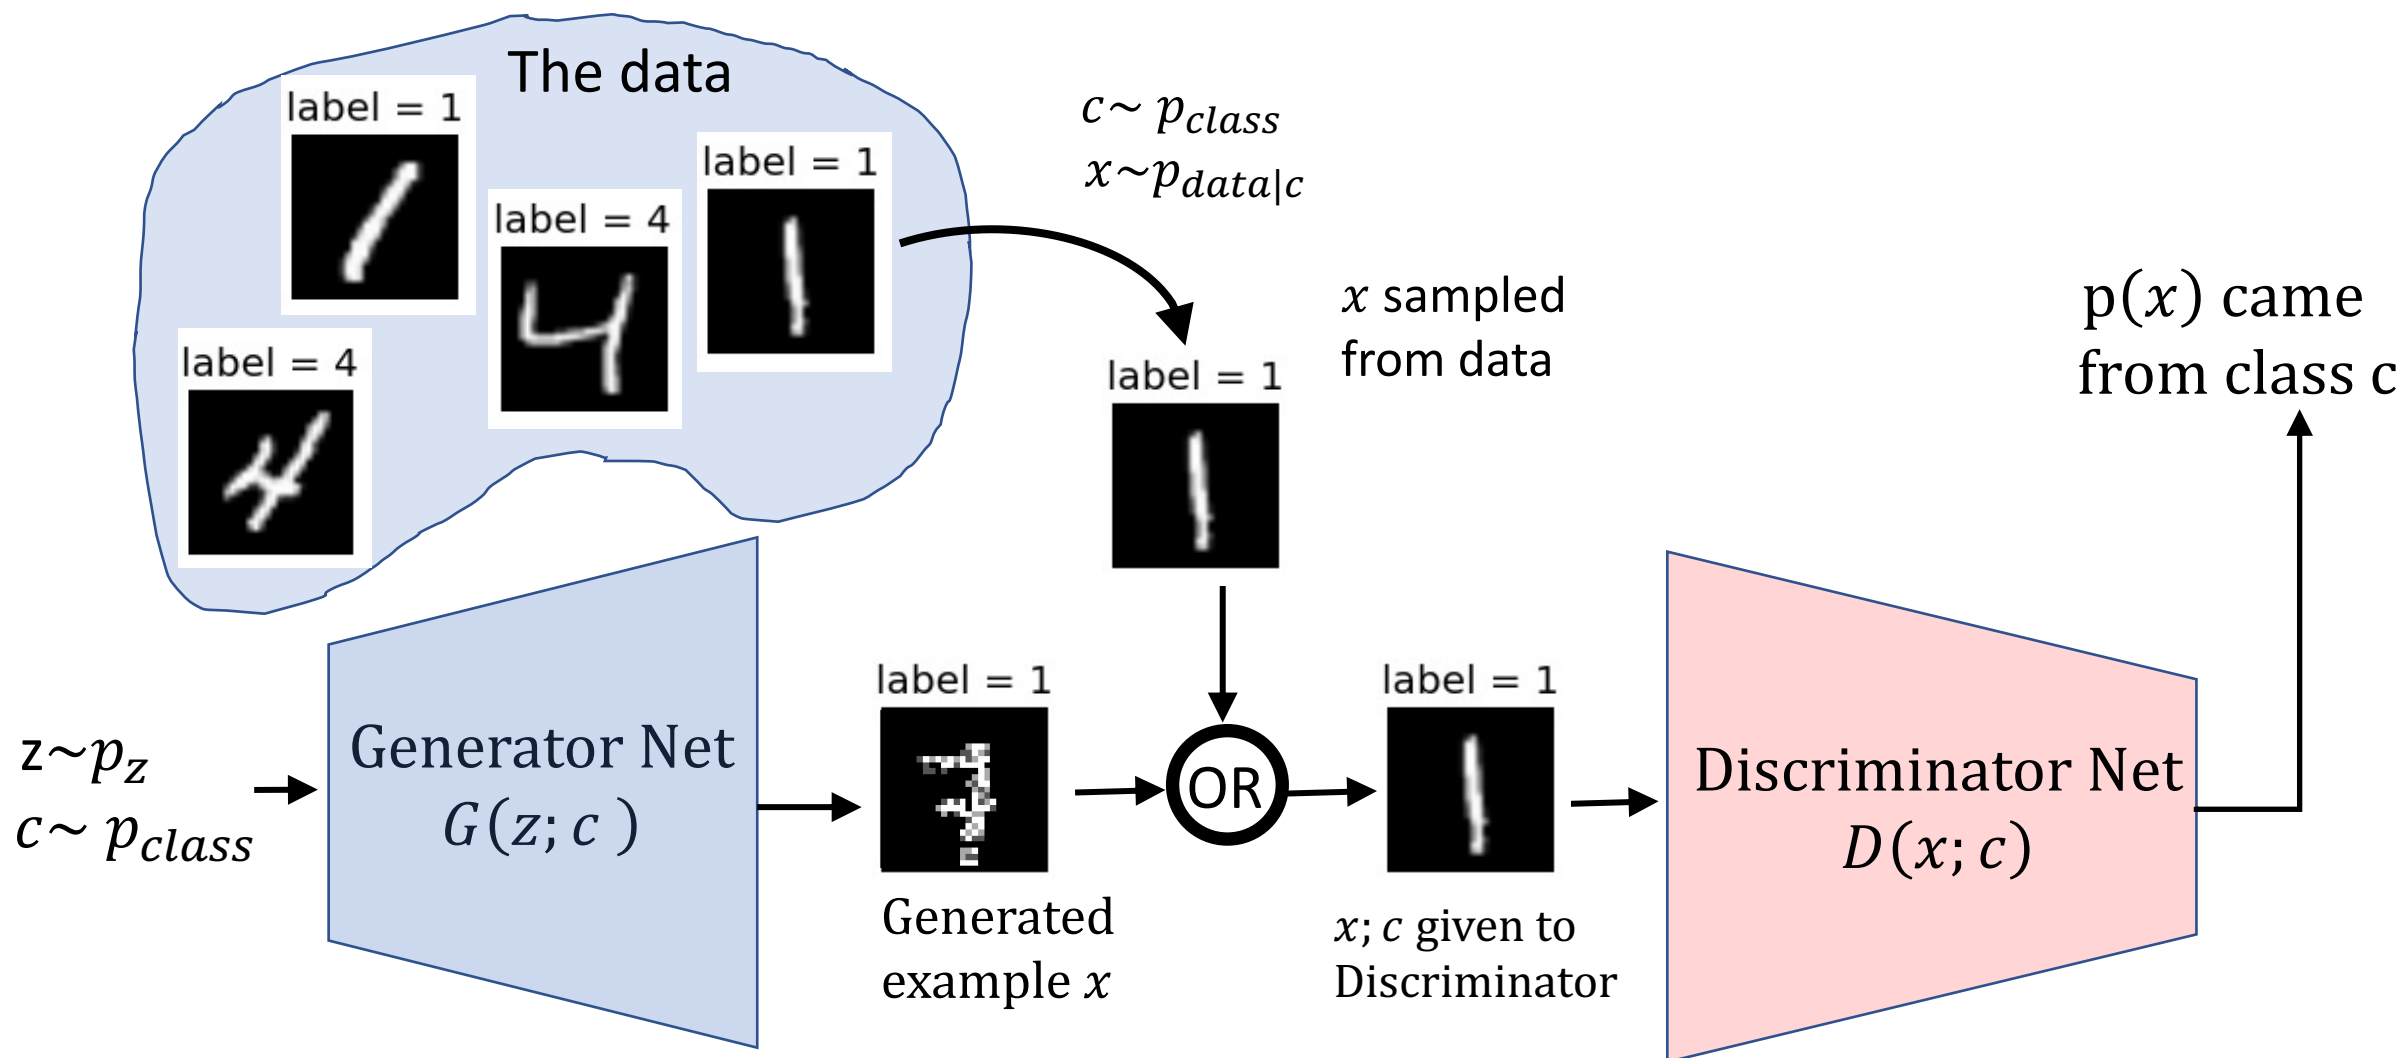 The data
label = 1
label = 1
label = 4
label = 4
c~ p_class
x~p_data|c
x sampled
from data
label = 1
p(x) came
from class c
z~p_z
c~ p_class
Generator Net
G(z; c )
label = 1
Generated
example x
OR
label = 1
x; c given to
Discriminator
Discriminator Net
D(x; c)